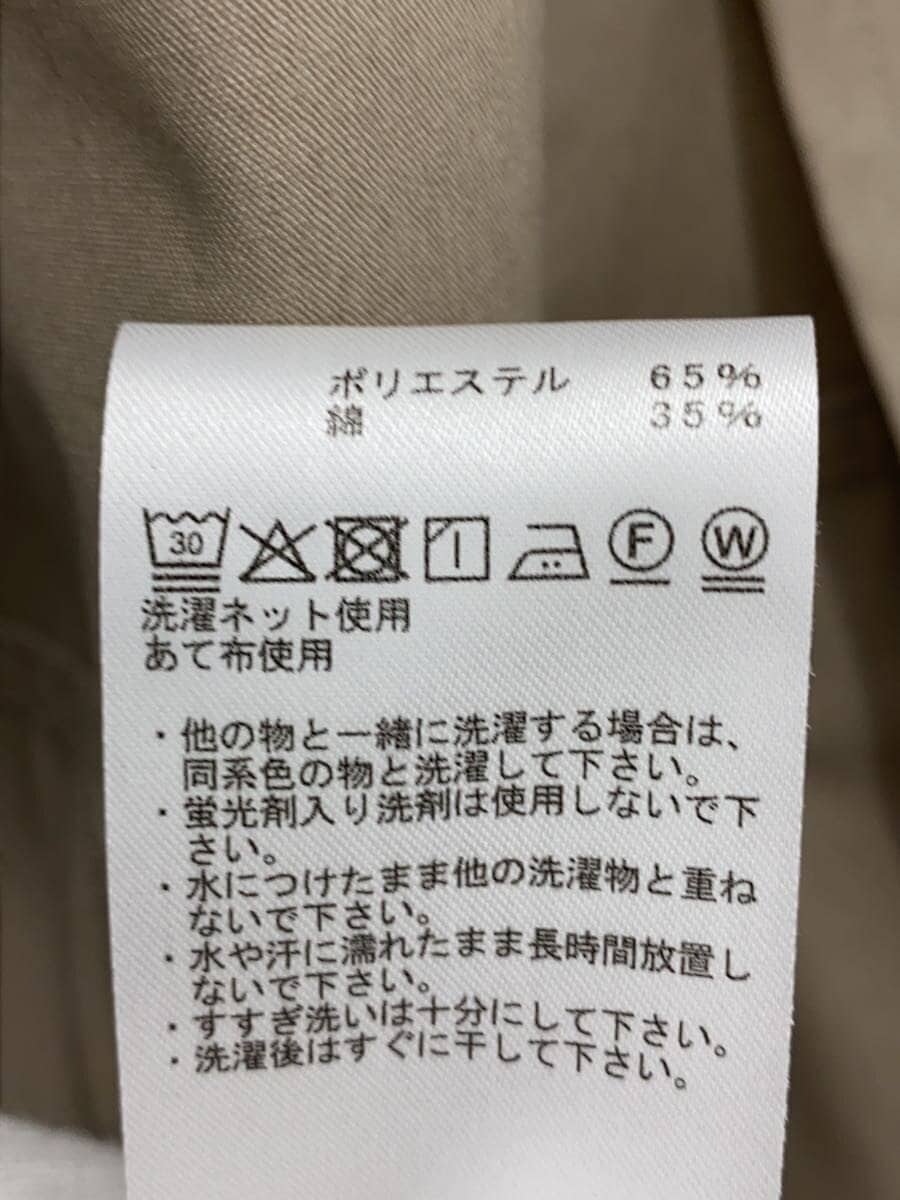 ポリエステル 65%
綿 35%
30 F W
洗濯ネット使用
あて布使用
・他の物と一緒に洗濯する場合は、
同系色の物と洗濯して下さい。
・蛍光剤入り洗剤は使用しないで下
さい。
・水につけたまま他の洗濯物と重ね
ないで下さい。
・水や汗に濡れたまま長時間放置し
ないで下さい。
・すすぎ洗いは十分にして下さい。
・洗濯後はすぐに干して下さい。